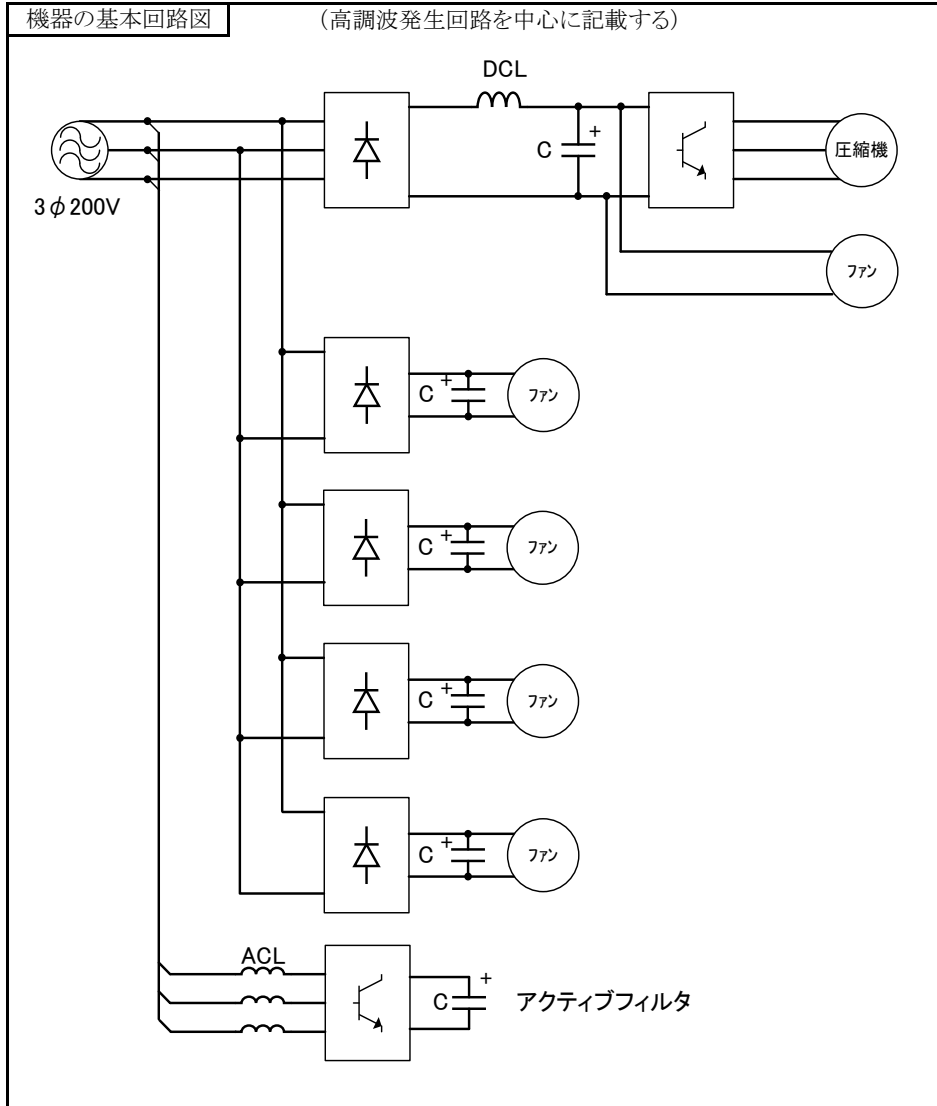 機器の基本回路図 (高調波発生回路を中心に記載する)
DCL
C +
圧縮機
3φ200V
ファン
C + ファン
C + ファン
C + ファン
C + ファン
ACL
C + アクティブフィルタ